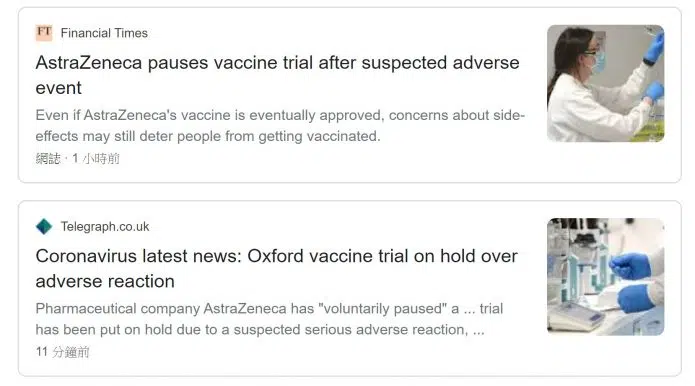 FT Financial Times
AstraZeneca pauses vaccine trial after suspected adverse
event
Even if AstraZeneca's vaccine is eventually approved, concerns about side-
effects may still deter people from getting vaccinated.
網誌 · 1 小時前
Telegraph.co.uk
Coronavirus latest news: Oxford vaccine trial on hold over
adverse reaction
Pharmaceutical company AstraZeneca has "voluntarily paused" a ... trial
has been put on hold due to a suspected serious adverse reaction, ...
11 分鐘前